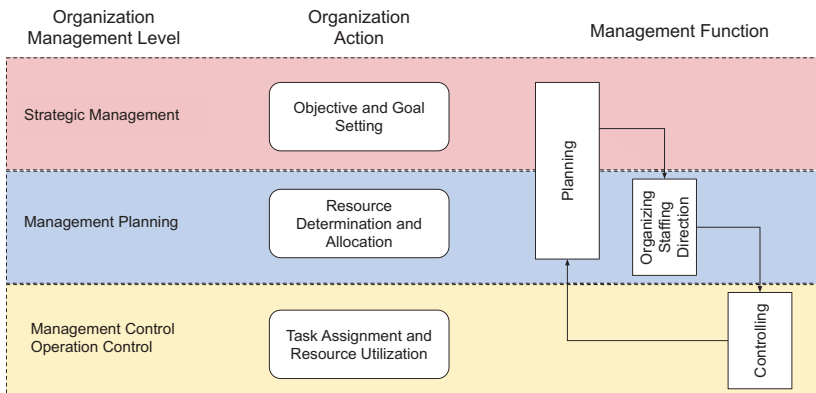 Organization
Management Level
Organization
Action
Management Function
Strategic Management
Objective and Goal
Setting
Planning
Management Planning
Resource
Determination and
Allocation
Organizing
Staffing
Direction
Management Control
Operation Control
Task Assignment and
Resource Utilization
Controlling